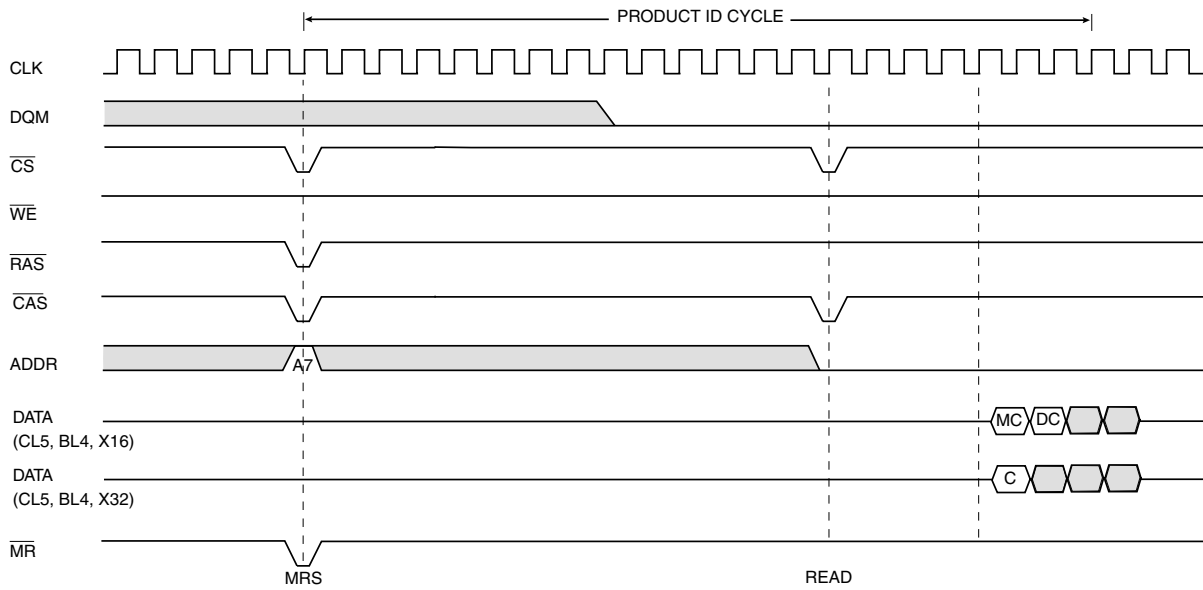 PRODUCT ID CYCLE
CLK
DQM
CS
WE
RAS
CAS
ADDR
A7
DATA
(CL5, BL4, X16)
MC
DC
DATA
(CL5, BL4, X32)
C
MR
MRS
READ